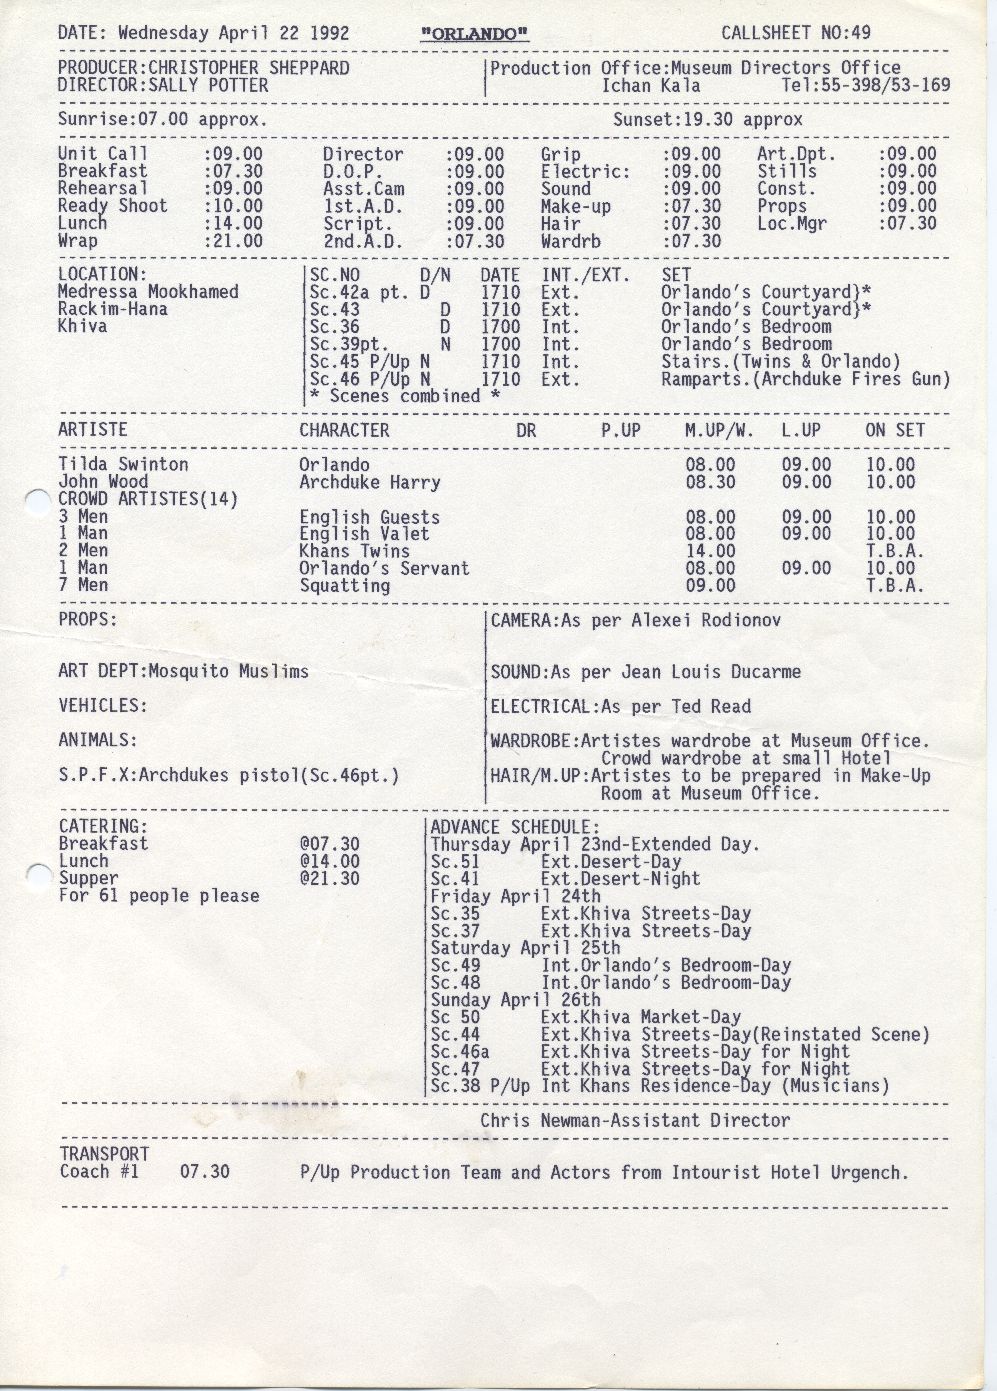 DATE: Wednesday April 22 1992 "ORLANDO" CALLSHEET NO:49
PRODUCER:CHRISTOPHER SHEPPARD Production Office:Museum Directors Office
DIRECTOR:SALLY POTTER Ichan Kala Tel:55-398/53-169
Sunrise:07.00 approx. Sunset:19.30 approx
Unit Call :09.00 Director :09.00 Grip :09.00 Art.Dpt. :09.00
Breakfast :07.30 D.O.P. :09.00 Electric: :09.00 Stills :09.00
Rehearsal :09.00 Asst.Cam :09.00 Sound :09.00 Const. :09.00
Ready Shoot :10.00 1st.A.D. :09.00 Make-up :07.30 Props :09.00
Lunch :14.00 Script. :09.00 Hair :07.30 Loc.Mgr :07.30
Wrap :21.00 2nd.A.D. :07.30 Wardrb :07.30
LOCATION: SC.NO D/N DATE INT./EXT. SET
Medressa Mookhamed Sc.42a pt. D 1710 Ext. Orlando's Courtyard}*
Rackim-Hana Sc.43 D 1710 Ext. Orlando's Courtyard}*
Khiva Sc.36 D 1700 Int. Orlando's Bedroom
Sc.39pt. N 1700 Int. Orlando's Bedroom
Sc.45 P/Up N 1710 Int. Stairs.(Twins & Orlando)
Sc.46 P/Up N 1710 Ext. Ramparts.(Archduke Fires Gun)
* Scenes combined *
ARTISTE CHARACTER DR P.UP M.UP/W. L.UP ON SET
Tilda Swinton Orlando 08.00 09.00 10.00
John Wood Archduke Harry 08.30 09.00 10.00
CROWD ARTISTES(14)
3 Men English Guests 08.00 09.00 10.00
1 Man English Valet 08.00 09.00 10.00
2 Men Khans Twins 14.00 T.B.A.
1 Man Orlando's Servant 08.00 09.00 10.00
7 Men Squatting 09.00 T.B.A.
PROPS: CAMERA:As per Alexei Rodionov
ART DEPT:Mosquito Muslims SOUND:As per Jean Louis Ducarme
VEHICLES: ELECTRICAL:As per Ted Read
ANIMALS: WARDROBE:Artistes wardrobe at Museum Office.
Crowd wardrobe at small Hotel
S.P.F.X:Archdukes pistol(Sc.46pt.) HAIR/M.UP:Artistes to be prepared in Make-Up
Room at Museum Office.
CATERING: ADVANCE SCHEDULE:
Breakfast @07.30 Thursday April 23nd-Extended Day.
Lunch @14.00 Sc.51 Ext.Desert-Day
Supper @21.30 Sc.41 Ext.Desert-Night
For 61 people please Friday April 24th
Sc.35 Ext.Khiva Streets-Day
Sc.37 Ext.Khiva Streets-Day
Saturday April 25th
Sc.49 Int.Orlando's Bedroom-Day
Sc.48 Int.Orlando's Bedroom-Day
Sunday April 26th
Sc 50 Ext.Khiva Market-Day
Sc.44 Ext.Khiva Streets-Day(Reinstated Scene)
Sc.46a Ext.Khiva Streets-Day for Night
Sc.47 Ext.Khiva Streets-Day for Night
Sc.38 P/Up Int Khans Residence-Day (Musicians)
Chris Newman-Assistant Director
TRANSPORT
Coach #1 07.30 P/Up Production Team and Actors from Intourist Hotel Urgench.